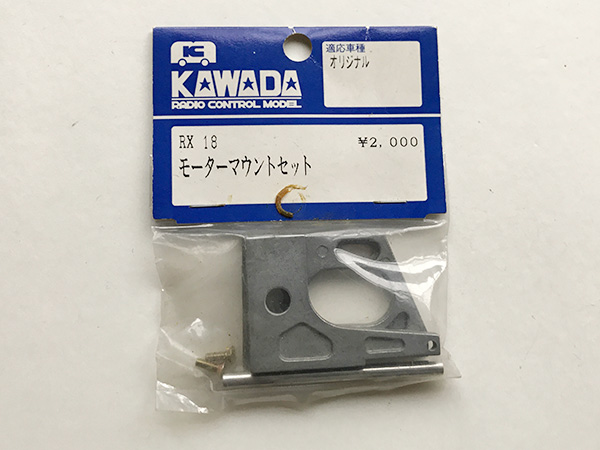 K
KAWADA
RADIO CONTROL MODEL
適応車種
オリジナル
RX 18
¥2,000
モーターマウントセット